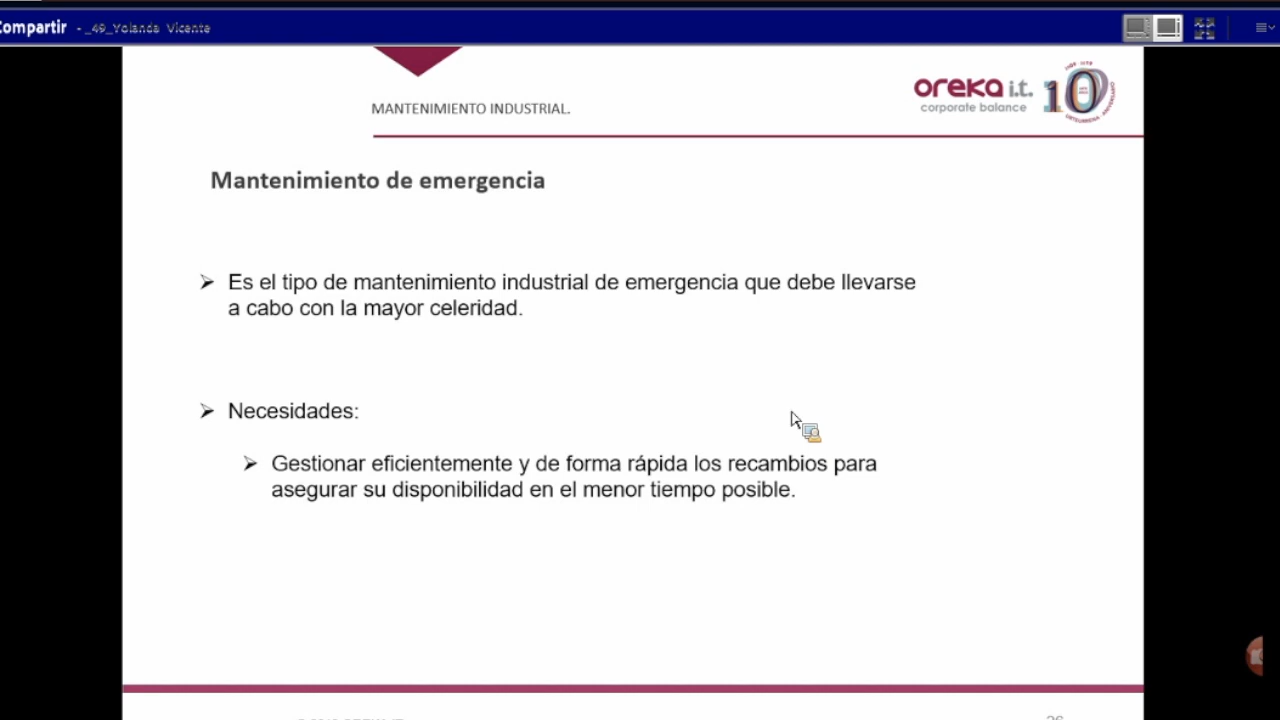 Compartir - _49_Yolanda Vicente
MANTENIMIENTO INDUSTRIAL.
oreka i.t.
corporate balance
10
Mantenimiento de emergencia
➢ Es el tipo de mantenimiento industrial de emergencia que debe llevarse
a cabo con la mayor celeridad.
➢ Necesidades:
➢ Gestionar eficientemente y de forma rápida los recambios para
asegurar su disponibilidad en el menor tiempo posible.